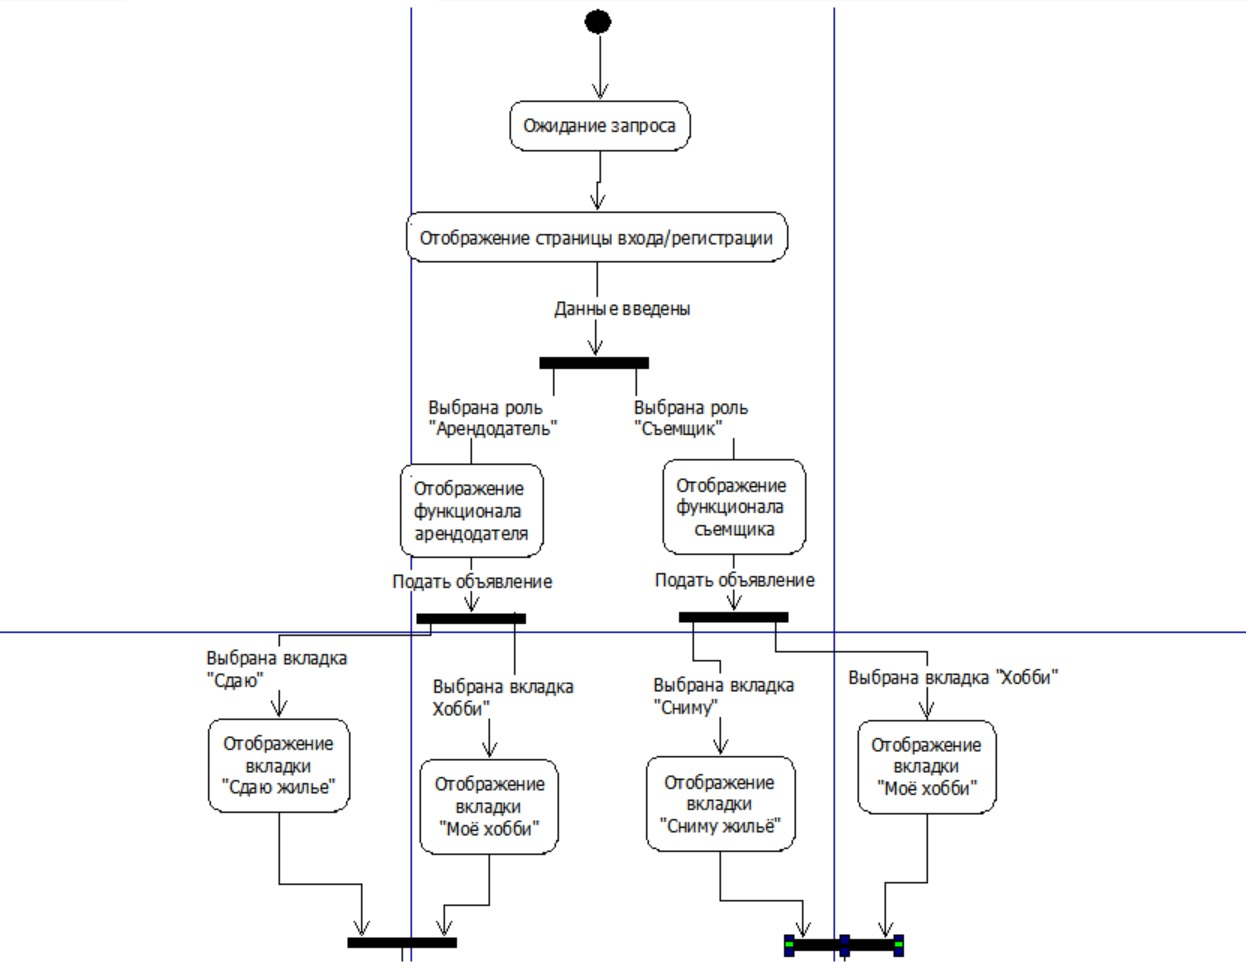 Ожидание запроса
Отображение страницы входа/регистрации
Данные введены
Выбрана роль
"Арендодатель"
Выбрана роль
"Съемщик"
Отображение
функционала
арендодателя
Отображение
функционала
съемщика
Подать объявление
Подать объявление
Выбрана вкладка
"Сдаю"
Выбрана вкладка
Хобби"
Выбрана вкладка
"Сниму"
Выбрана вкладка "Хобби"
Отображение
вкладки
"Сдаю жилье"
Отображение
вкладки
"Моё хобби"
Отображение
вкладки
"Сниму жильё"
Отображение
вкладки
"Моё хобби"